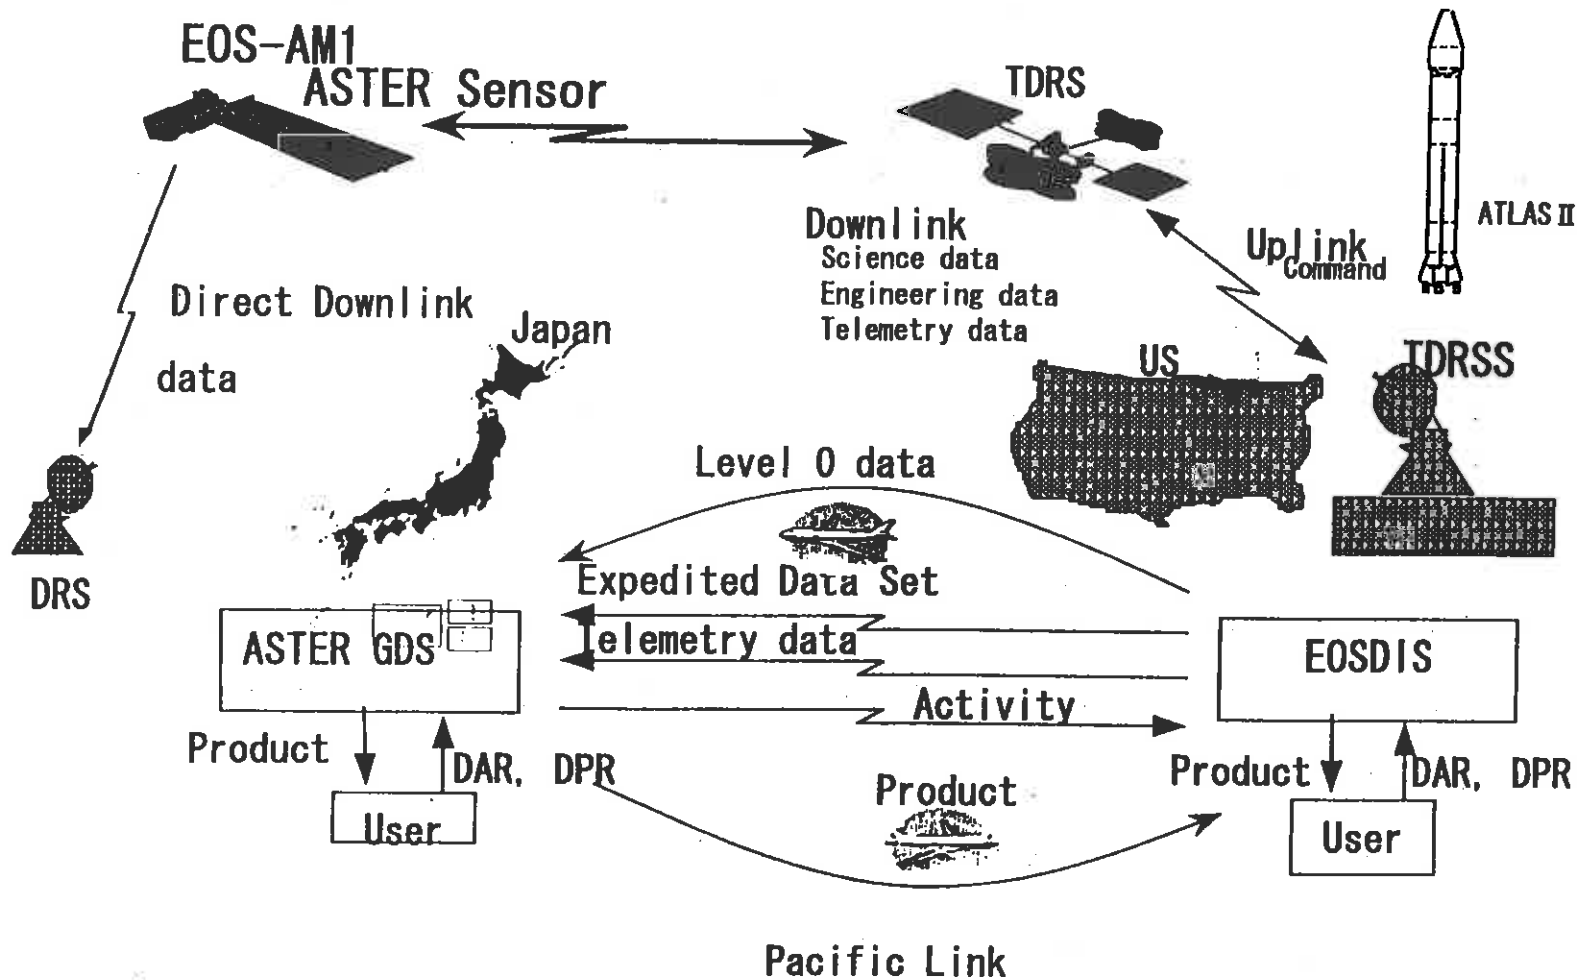 EOS-AM1
ASTER Sensor
TDRS
ATLAS Ⅱ
Downlink
Science data
Engineering data
Telemetry data
Uplink
Command
Direct Downlink
data
Japan
US
TDRSS
Level 0 data
DRS
Expedited Data Set
Telemetry data
ASTER GDS
EOSDIS
Activity
Product
DAR, DPR
User
Product
Product
DAR, DPR
User
Pacific Link